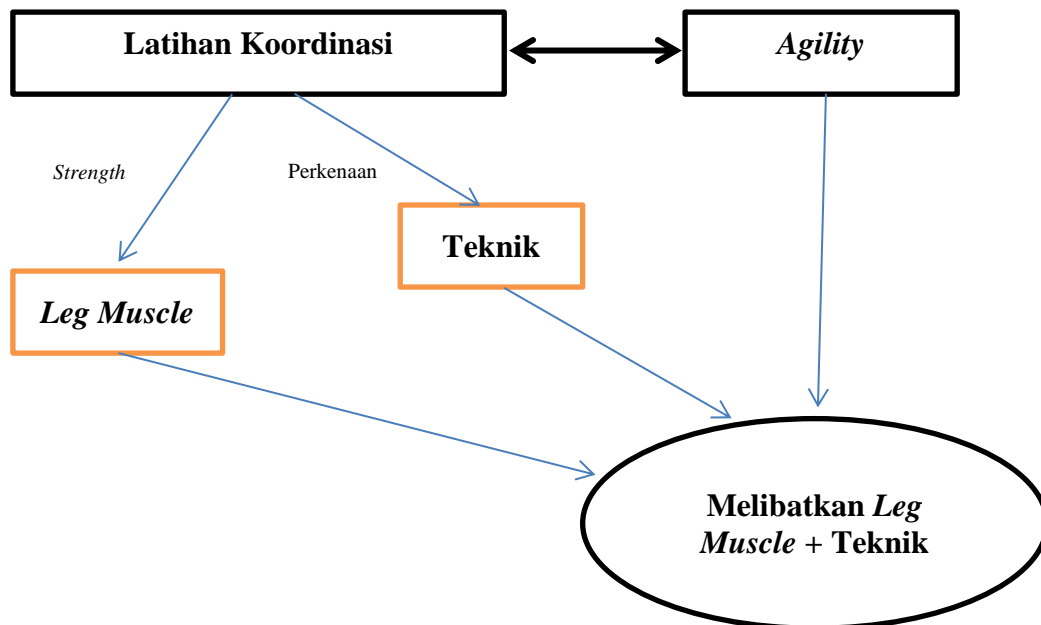 Latihan Koordinasi
Agility
Strength
Perkenaan
Teknik
Leg Muscle
Melibatkan Leg
Muscle + Teknik